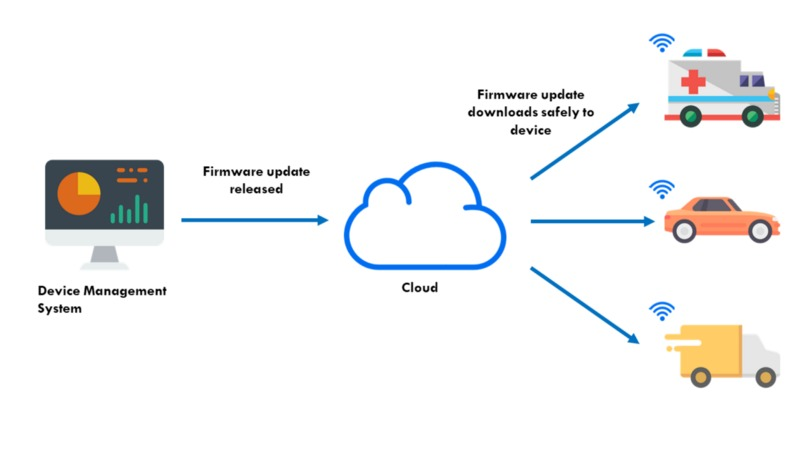 Firmware update
downloads safely to
device
Firmware update
released
Device Management
System
Cloud